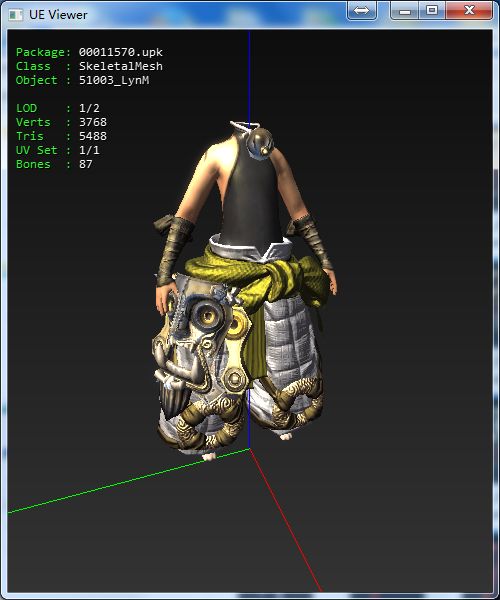 UE Viewer
Package: 00011570.upk
Class : SkeletalMesh
Object : 51003_LynM
LOD : 1/2
Verts : 3768
Tris : 5488
UV Set : 1/1
Bones : 87